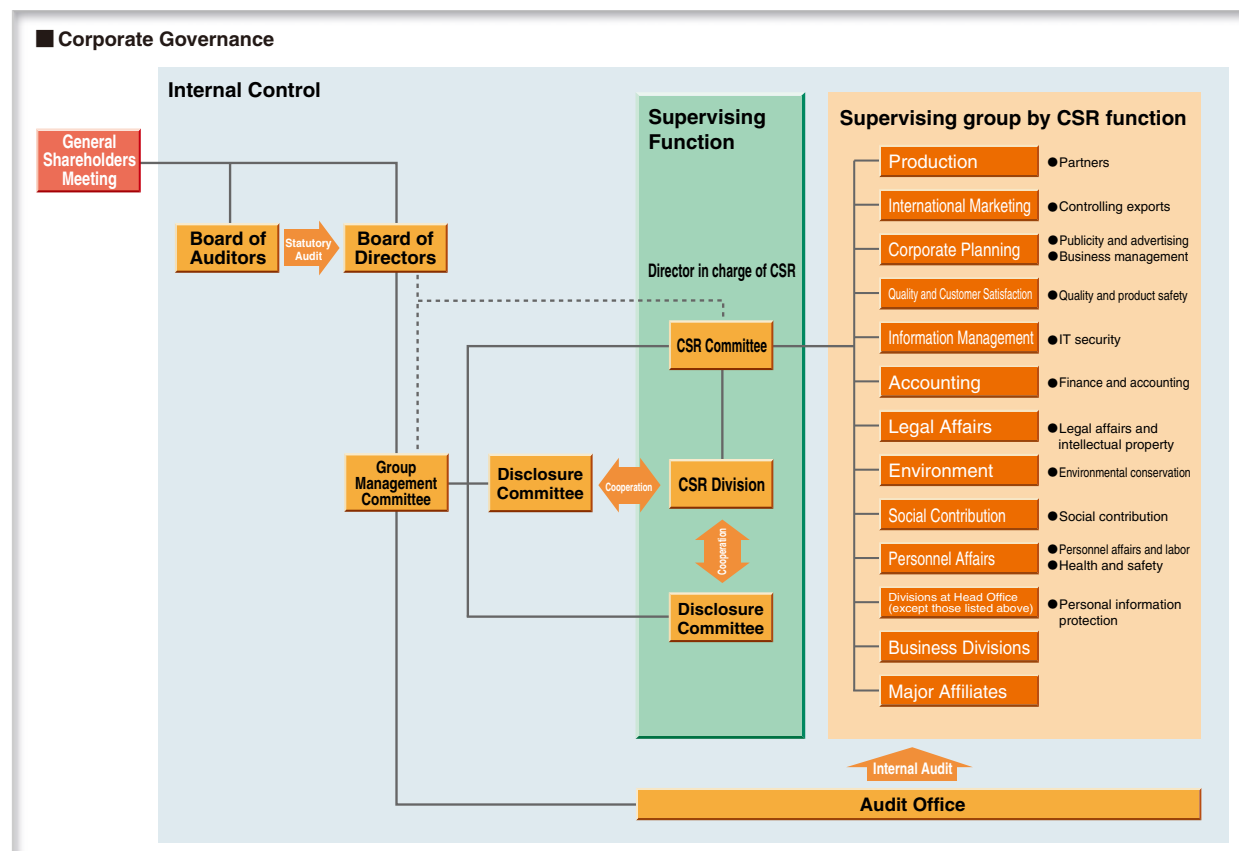 ■ Corporate Governance
Internal Control
General
Shareholders
Meeting
Board of
Auditors
Statutory
Audit
Board of
Directors
Group
Management
Committee
Disclosure
Committee
Cooperation
Supervising
Function
Director in charge of CSR
CSR Committee
CSR Division
Cooperation
Disclosure
Committee
Supervising group by CSR function
Production
●Partners
International Marketing
●Controlling exports
Corporate Planning
●Publicity and advertising
●Business management
Quality and Customer Satisfaction
●Quality and product safety
Information Management
●IT security
Accounting
●Finance and accounting
Legal Affairs
●Legal affairs and
intellectual property
Environment
●Environmental conservation
Social Contribution
●Social contribution
Personnel Affairs
●Personnel affairs and labor
●Health and safety
Divisions at Head Office
(except those listed above)
●Personal information
protection
Business Divisions
Major Affiliates
Internal Audit
Audit Office